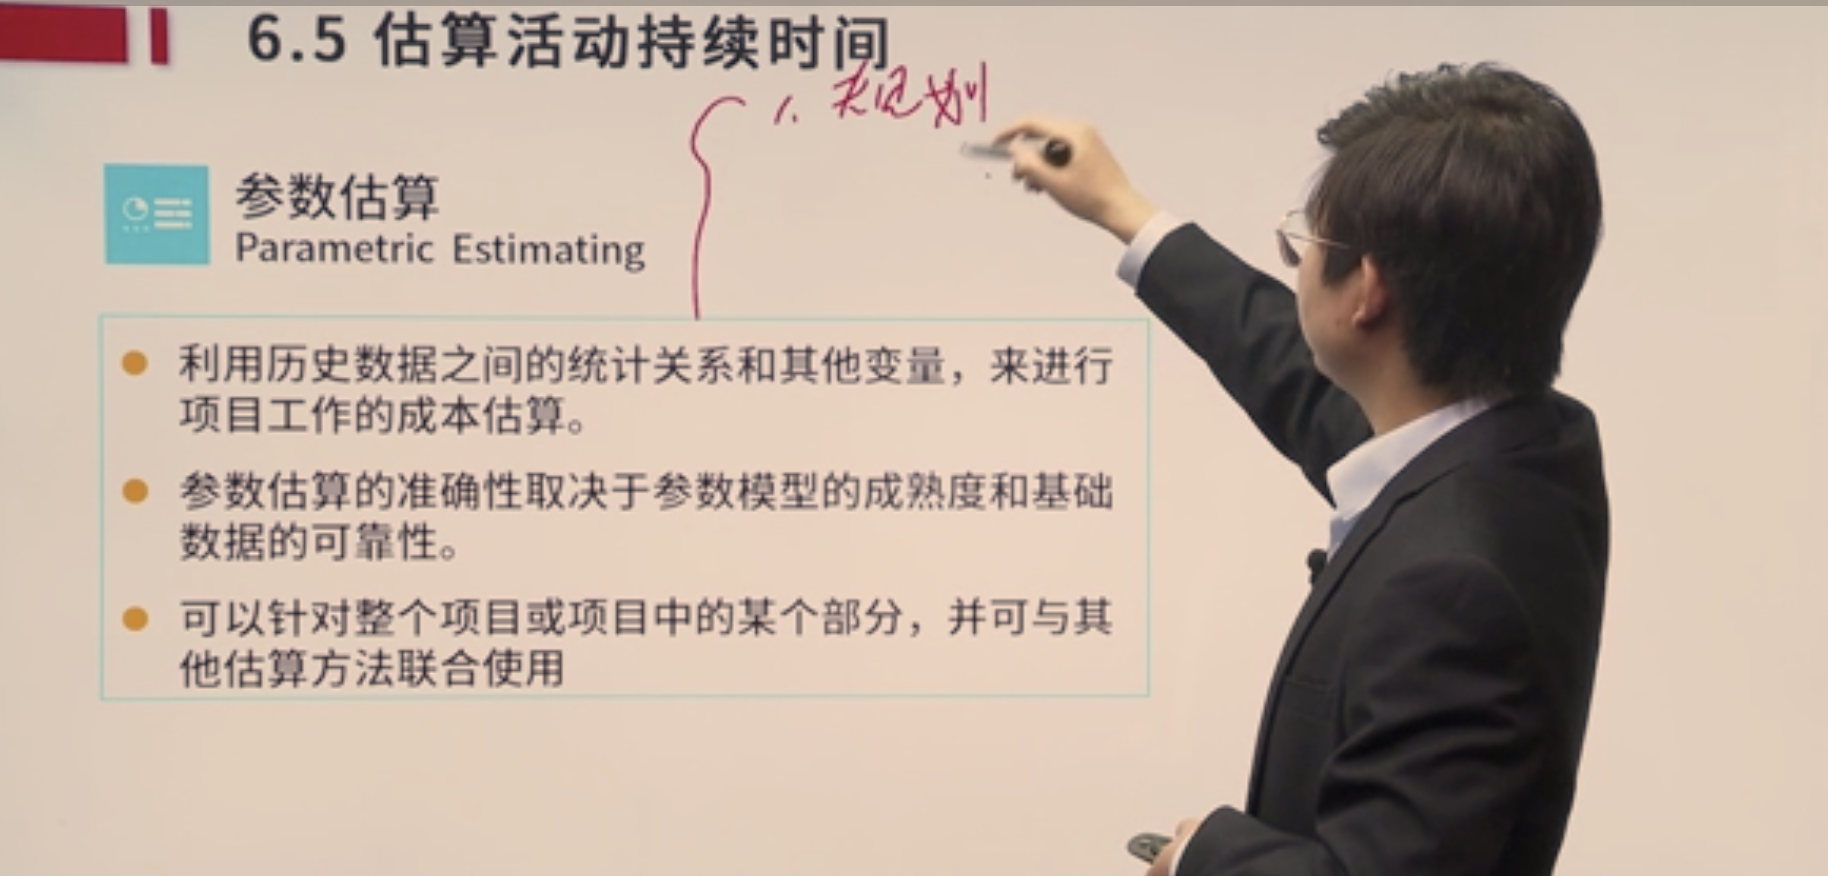 6.5 估算活动持续时间
1.
参数估算
Parametric Estimating
利用历史数据之间的统计关系和其他变量，来进行
项目工作的成本估算。
参数估算的准确性取决于参数模型的成熟度和基础
数据的可靠性。
可以针对整个项目或项目中的某个部分，并可与其
他估算方法联合使用